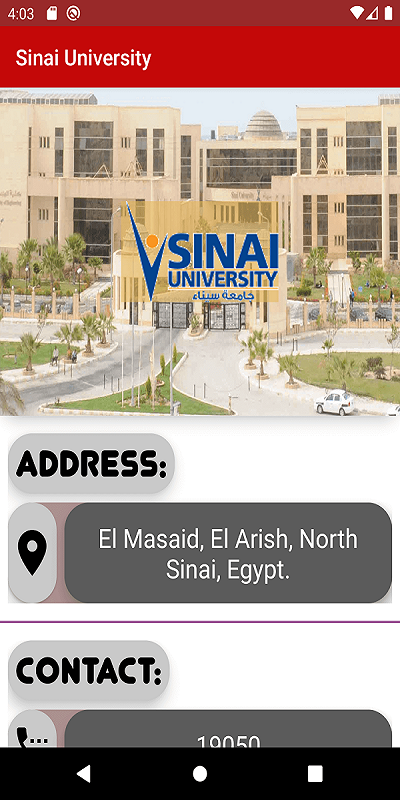 4:03
Sinai University
SINAI
UNIVERSITY
جامعة سيناء
ADDRESS:
El Masaid, El Arish, North
Sinai, Egypt.
CONTACT:
19050